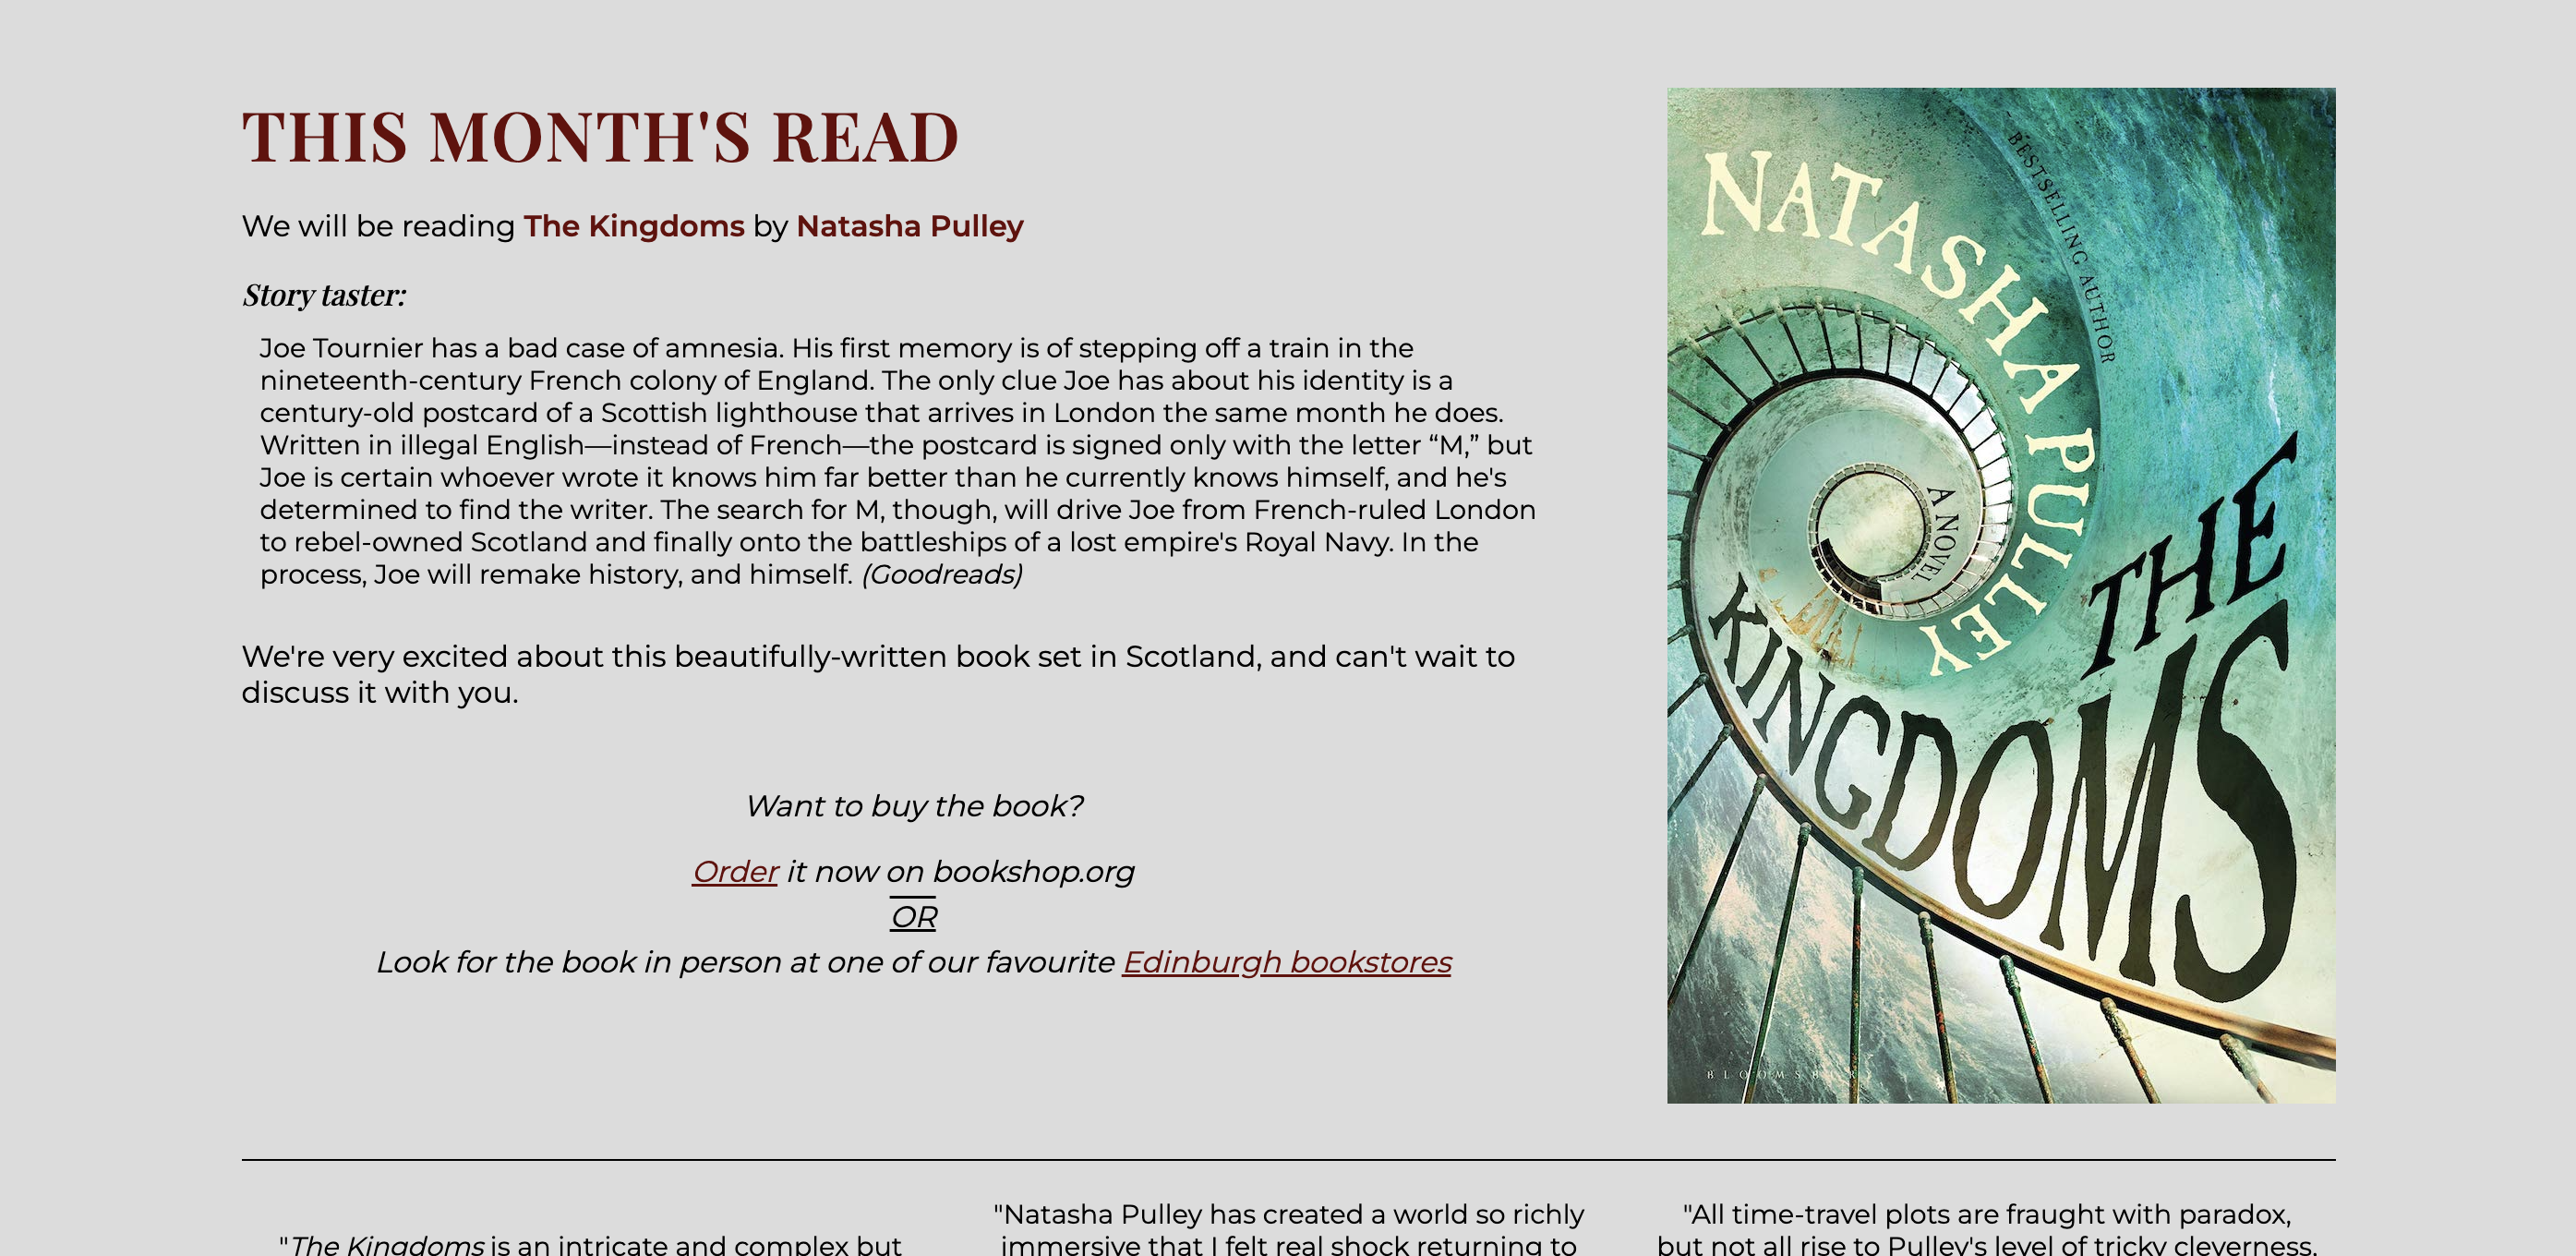 THIS MONTH'S READ
We will be reading The Kingdoms by Natasha Pulley
Story taster:
Joe Tournier has a bad case of amnesia. His first memory is of stepping off a train in the
nineteenth-century French colony of England. The only clue Joe has about his identity is a
century-old postcard of a Scottish lighthouse that arrives in London the same month he does.
Written in illegal English—instead of French—the postcard is signed only with the letter “M,” but
Joe is certain whoever wrote it knows him far better than he currently knows himself, and he's
determined to find the writer. The search for M, though, will drive Joe from French-ruled London
to rebel-owned Scotland and finally onto the battleships of a lost empire's Royal Navy. In the
process, Joe will remake history, and himself. (Goodreads)
We're very excited about this beautifully-written book set in Scotland, and can't wait to
discuss it with you.
Want to buy the book?
Order it now on bookshop.org
OR
Look for the book in person at one of our favourite Edinburgh bookstores
BESTSELLING AUTHOR
NATASHA PULLEY
A NOVEL
THE
KINGDOMS
BLOOMSBURY
"The Kingdoms is an intricate and complex but
"Natasha Pulley has created a world so richly
immersive that I felt real shock returning to
"All time-travel plots are fraught with paradox,
but not all rise to Pulley's level of tricky cleverness.